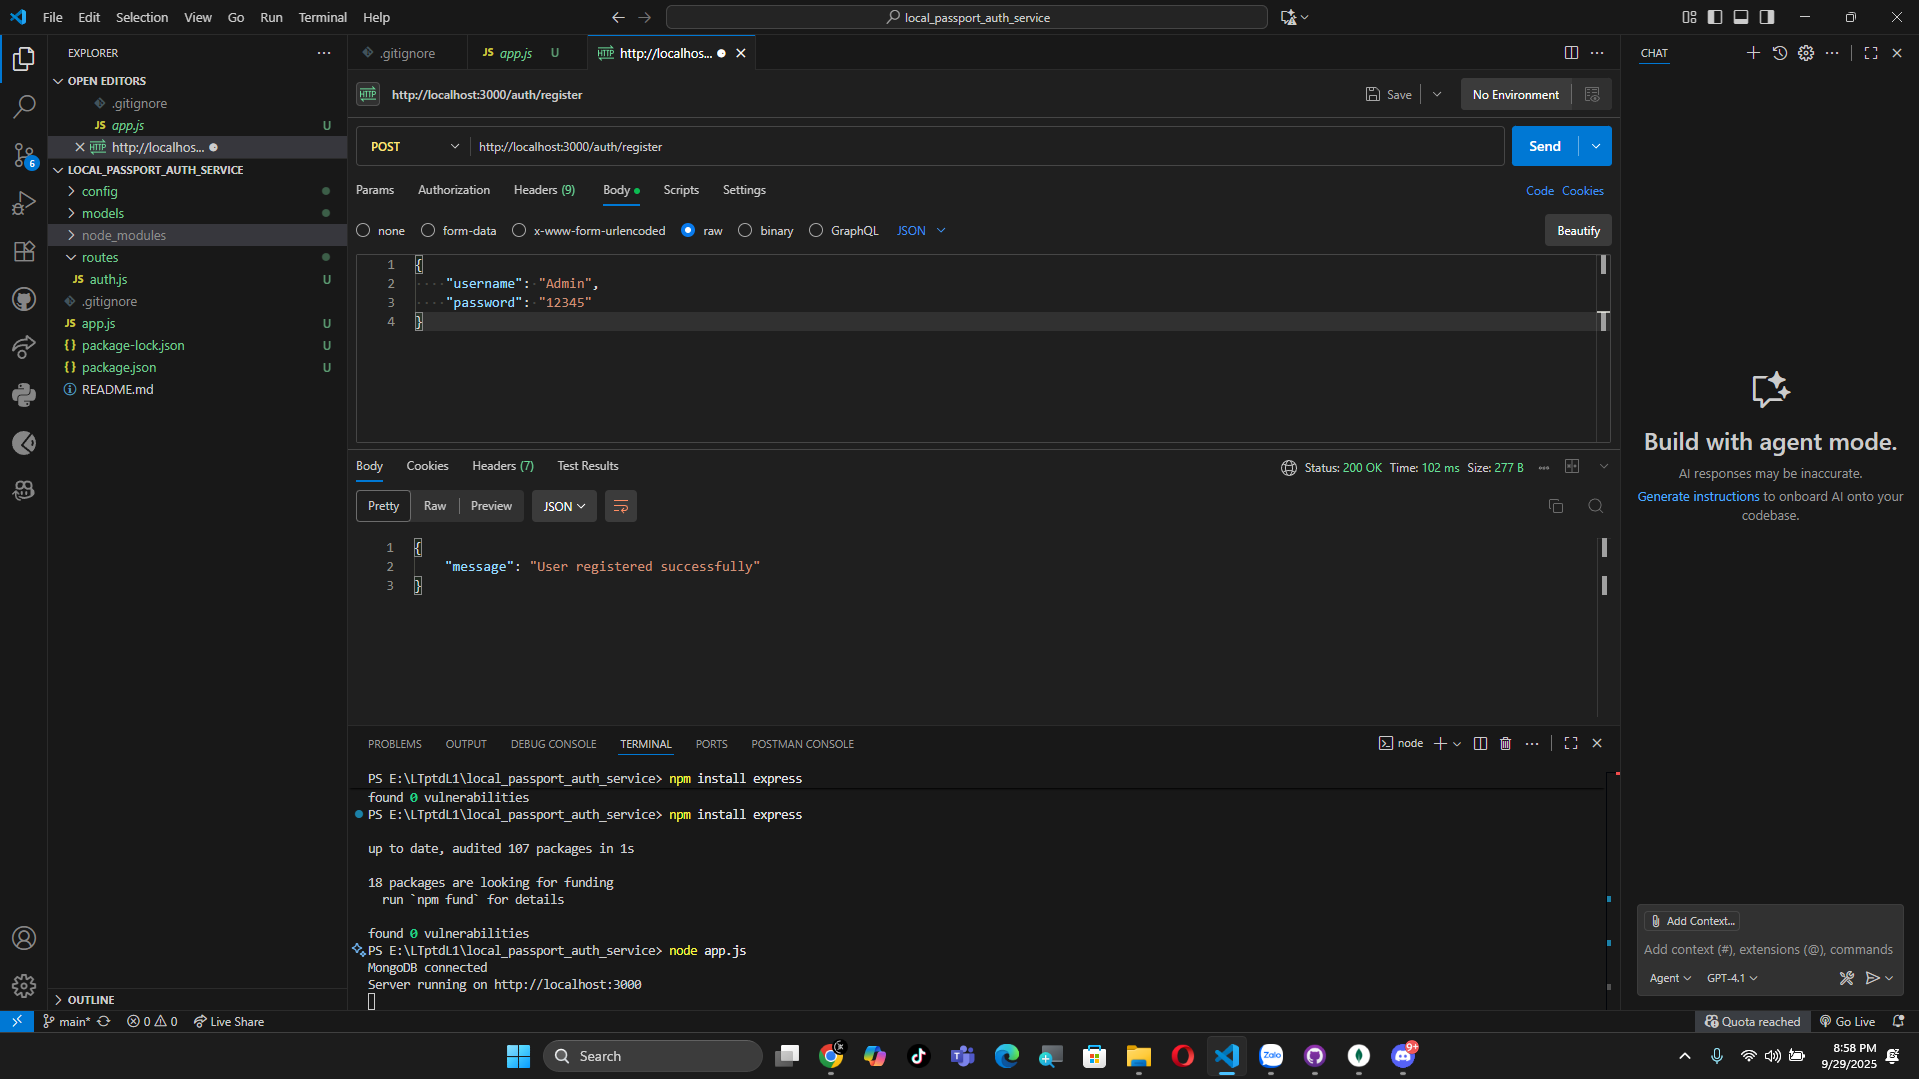 File Edit Selection View Go Run Terminal Help
local_passport_auth_service
EXPLORER
OPEN EDITORS
.gitignore
app.js U
http://localhos...
LOCAL_PASSPORT_AUTH_SERVICE
config
models
node_modules
routes
auth.js U
.gitignore
app.js U
package-lock.json U
package.json U
README.md
OUTLINE
6
.gitignore
app.js U
http://localhos...
HTTP http://localhost:3000/auth/register
Save
No Environment
POST
http://localhost:3000/auth/register
Send
Params Authorization Headers (9) Body Scripts Settings
Code Cookies
none form-data x-www-form-urlencoded raw binary GraphQL JSON
Beautify
1 {
2 "username": "Admin",
3 "password": "12345"
4 }
Body Cookies Headers (7) Test Results
Status: 200 OK Time: 102 ms Size: 277 B
Pretty Raw Preview JSON
1 {
2 "message": "User registered successfully"
3 }
PROBLEMS OUTPUT DEBUG CONSOLE TERMINAL PORTS POSTMAN CONSOLE
node
PS E:\LTptdL1\local_passport_auth_service> npm install express
found 0 vulnerabilities
PS E:\LTptdL1\local_passport_auth_service> npm install express
up to date, audited 107 packages in 1s
18 packages are looking for funding
run `npm fund` for details
found 0 vulnerabilities
PS E:\LTptdL1\local_passport_auth_service> node app.js
MongoDB connected
Server running on http://localhost:3000
CHAT
Build with agent mode.
AI responses may be inaccurate.
Generate instructions to onboard AI onto your
codebase.
Add Context...
Add context (#), extensions (@), commands
Agent GPT-4.1
main* 0 0 Live Share
Quota reached Go Live
Search
Zalo
9+
8:58 PM
9/29/2025